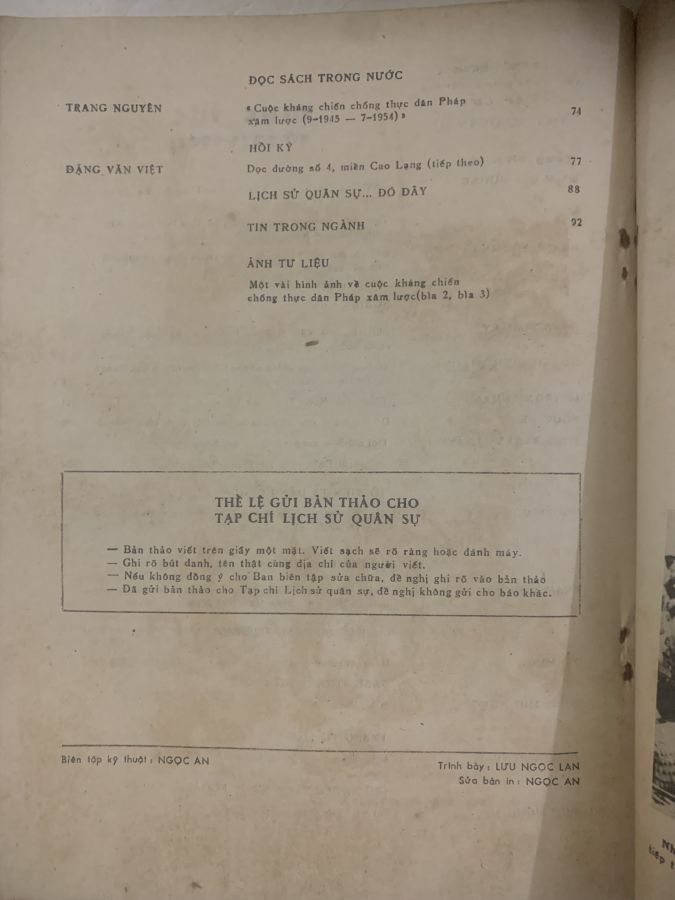 ĐỌC SÁCH TRONG NƯỚC
TRANG NGUYÊN
«Cuộc kháng chiến chống thực dân Pháp
xâm lược (9-1945 — 7-1954)»
74
HỒI KÝ
ĐẶNG VĂN VIỆT
Dọc đường số 4, miền Cao Lạng (tiếp theo)
77
LỊCH SỬ QUÂN SỰ... ĐÓ ĐÂY
88
TIN TRONG NGÀNH
92
ẢNH TƯ LIỆU
Một vài hình ảnh về cuộc kháng chiến
chống thực dân Pháp xâm lược(bìa 2, bìa 3)
THỂ LỆ GỬI BẢN THẢO CHO
TẠP CHÍ LỊCH SỬ QUÂN SỰ
— Bản thảo viết trên giấy một mặt. Viết sạch sẽ rõ ràng hoặc đánh máy.
— Ghi rõ bút danh, tên thật cùng địa chỉ của người viết.
— Nếu không đồng ý cho Ban biên tập sửa chữa, đề nghị ghi rõ vào bản thảo
— Đã gửi bản thảo cho Tạp chí Lịch sử quân sự, đề nghị không gửi cho báo khác.
Biên tập kỹ thuật: NGỌC AN
Trình bày: LƯU NGỌC LAN
Sửa bản in: NGỌC AN
Nh
tiếp t